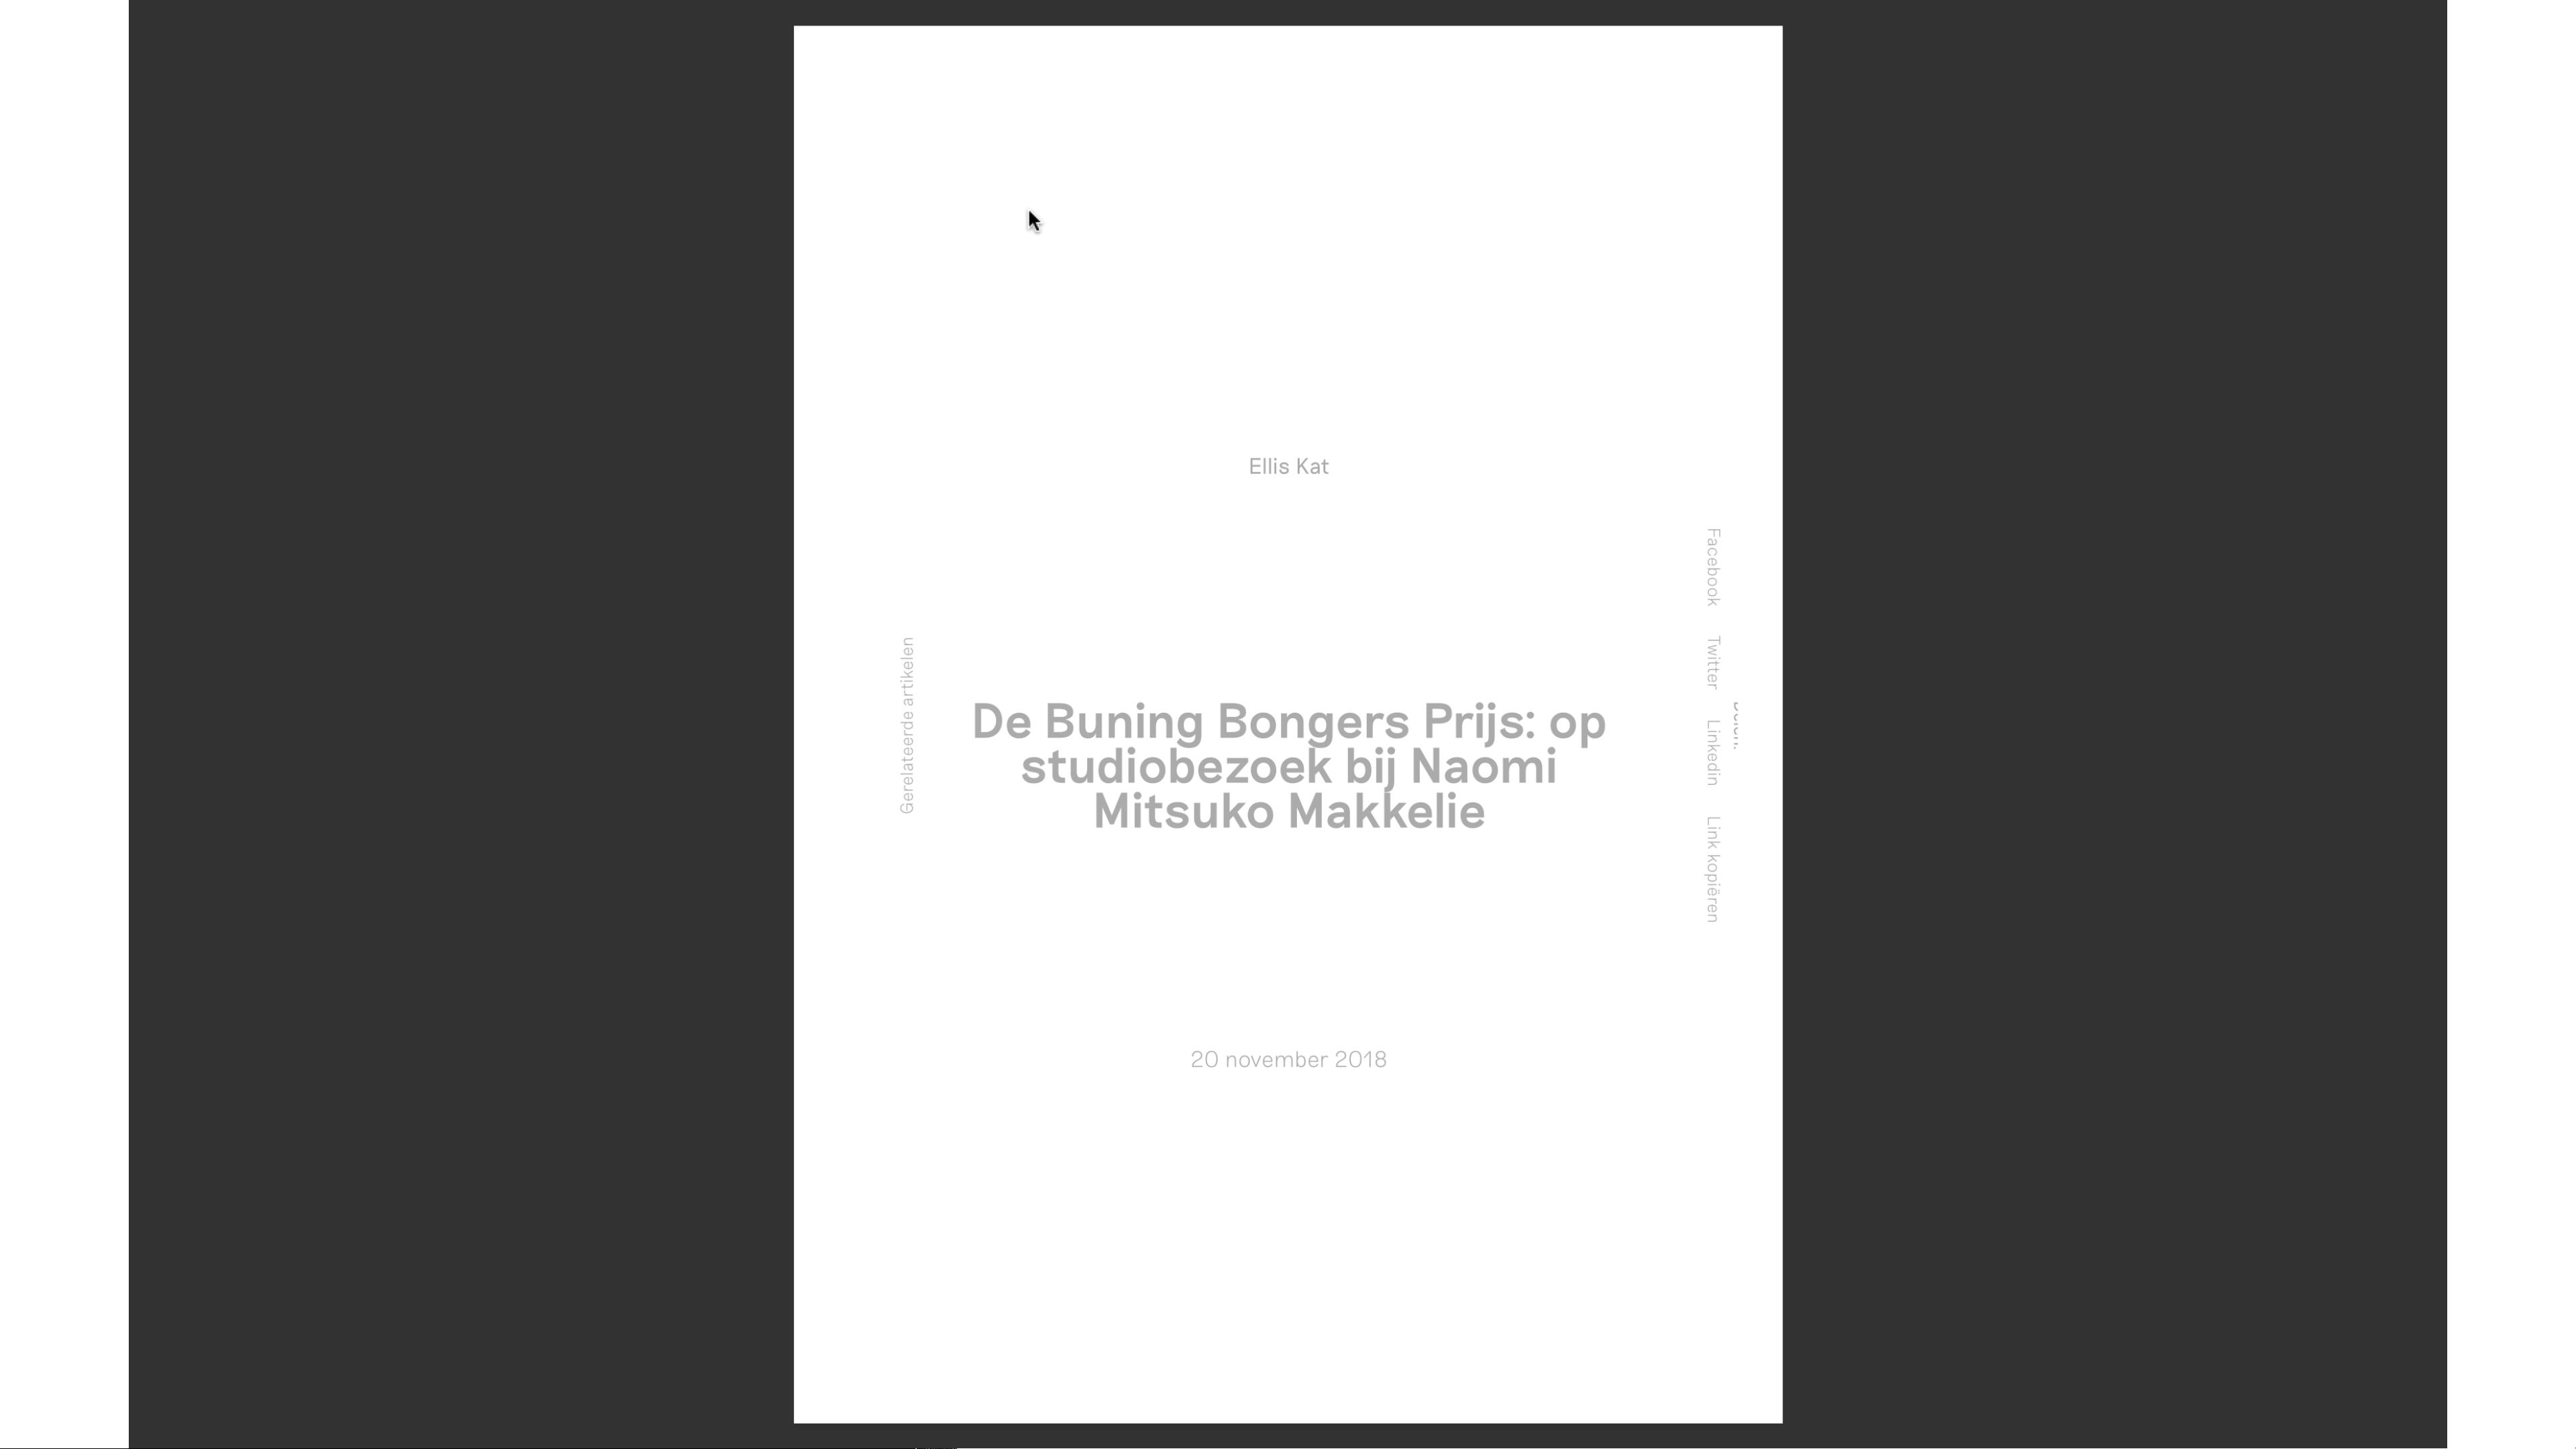 Ellis Kat
Gerelateerde artikelen
De Buning Bongers Prijs: op
studiobezoek bij Naomi
Mitsuko Makkelie
20 november 2018
Facebook
Twitter
Linkedin
Link kopiëren